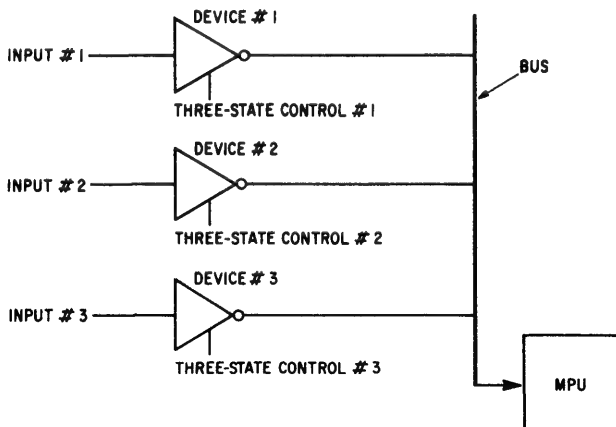 DEVICE #1
INPUT #1
THREE-STATE CONTROL #1
BUS
DEVICE #2
INPUT #2
THREE-STATE CONTROL #2
DEVICE #3
INPUT #3
THREE-STATE CONTROL #3
MPU